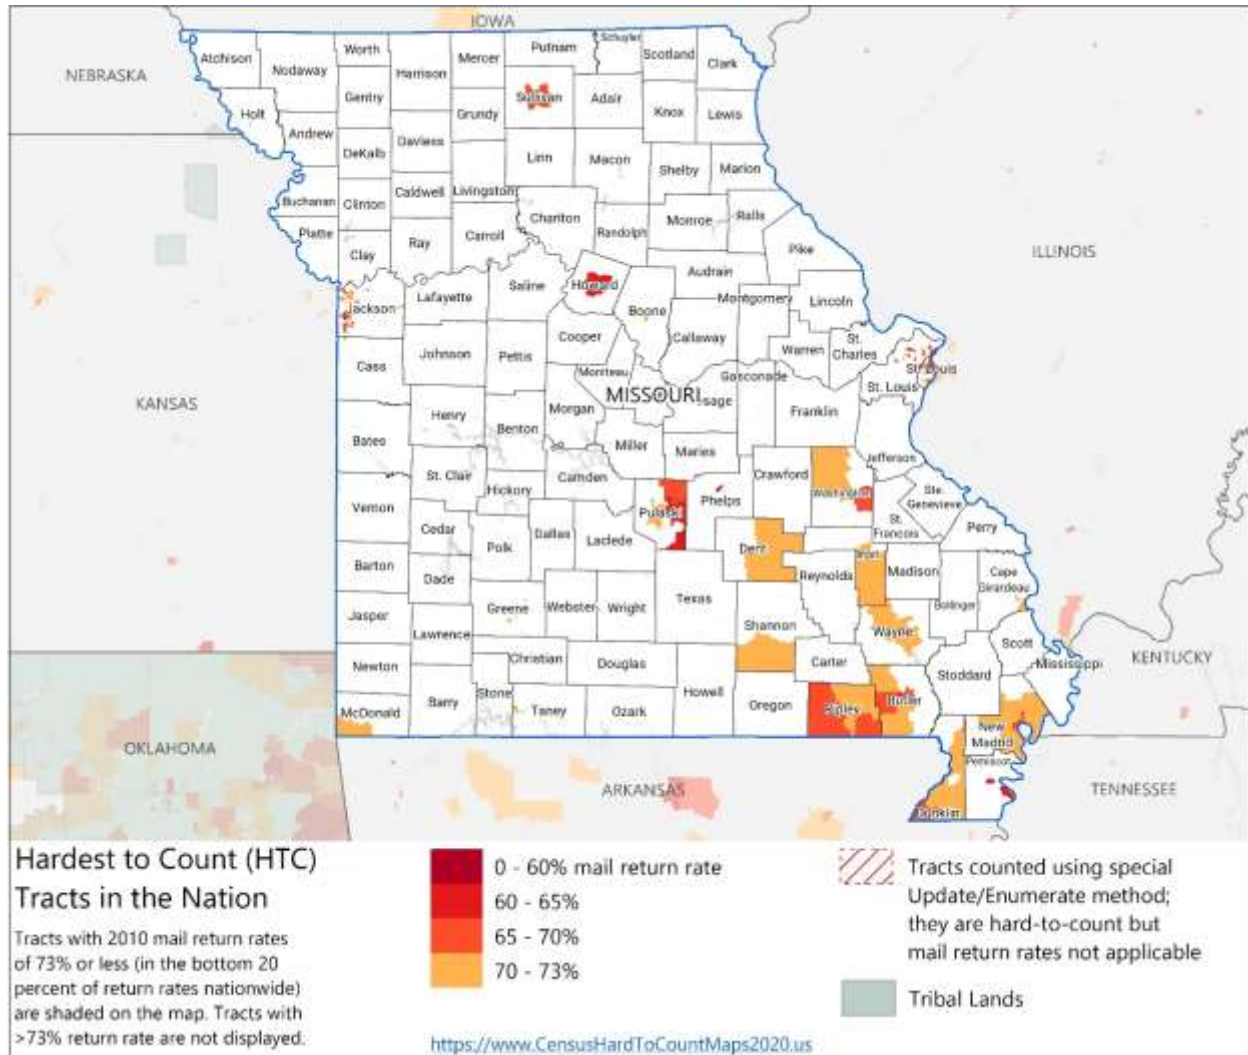 IOWA
Schuyler
Putnam
Worth
Mercer
Scotland
Atchison
Clark
Nodaway
Harrison
NEBRASKA
Gentry
Sullivan
Adair
Holt
Grundy
Knox
Lewis
Andrew
Daviess
DeKalb
Linn
Macon
Shelby
Marion
Caldwell
Livingston
Buchanan
Clinton
Chariton
Monroe
Ralls
Platte
Randolph
Carroll
Ray
Clay
Pike
ILLINOIS
Audrain
Howard
Saline
Lafayette
Montgomery
Lincoln
Jackson
Boone
Callaway
Cooper
St.
Charles
Warren
Johnson
Pettis
Cass
St. Louis
Moniteau
Gasconade
St. Louis
MISSOURI
Osage
KANSAS
Morgan
Franklin
Henry
Benton
Bates
Miller
Maries
Jefferson
Crawford
St. Clair
Camden
Hickory
Washington
Ste.
Genevieve
Phelps
Vernon
Pulaski
St.
Francois
Perry
Cedar
Dallas
Laclede
Polk
Dent
Iron
Barton
Reynolds
Madison
Cape
Girardeau
Dade
Texas
Greene
Webster
Wright
Bollinger
Jasper
Shannon
Wayne
Lawrence
Scott
Christian
Douglas
Carter
Mississippi
KENTUCKY
Newton
Stoddard
Stone
Howell
Barry
Oregon
Butler
McDonald
Taney
Ozark
Ripley
New
Madrid
OKLAHOMA
Pemiscot
ARKANSAS
TENNESSEE
Dunklin
Hardest to Count (HTC)
Tracts in the Nation
Tracts with 2010 mail return rates
of 73% or less (in the bottom 20
percent of return rates nationwide)
are shaded on the map. Tracts with
>73% return rate are not displayed.
0 - 60% mail return rate
60 - 65%
65 - 70%
70 - 73%
https://www.CensusHardToCountMaps2020.us
Tracts counted using special
Update/Enumerate method;
they are hard-to-count but
mail return rates not applicable
Tribal Lands